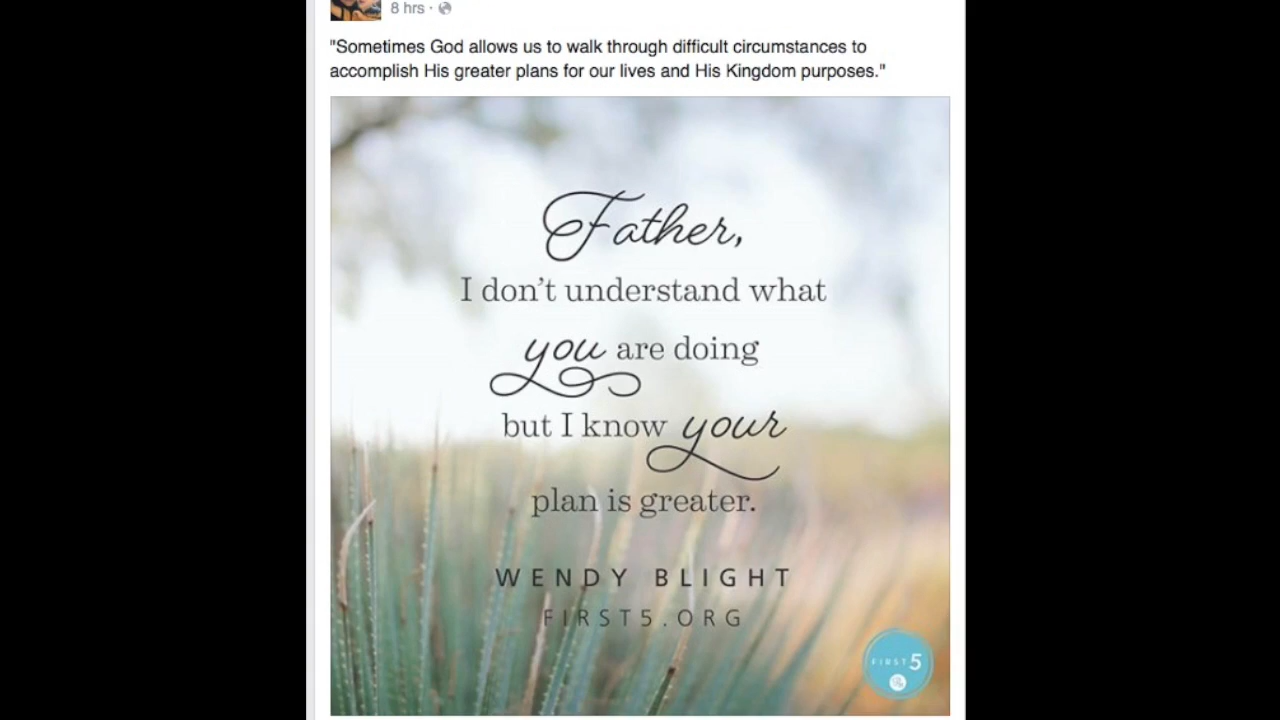 8 hrs ·
"Sometimes God allows us to walk through difficult circumstances to
accomplish His greater plans for our lives and His Kingdom purposes."
Father,
I don't understand what
you are doing
but I know your
plan is greater.
WENDY BLIGHT
FIRST5.ORG
FIRST 5